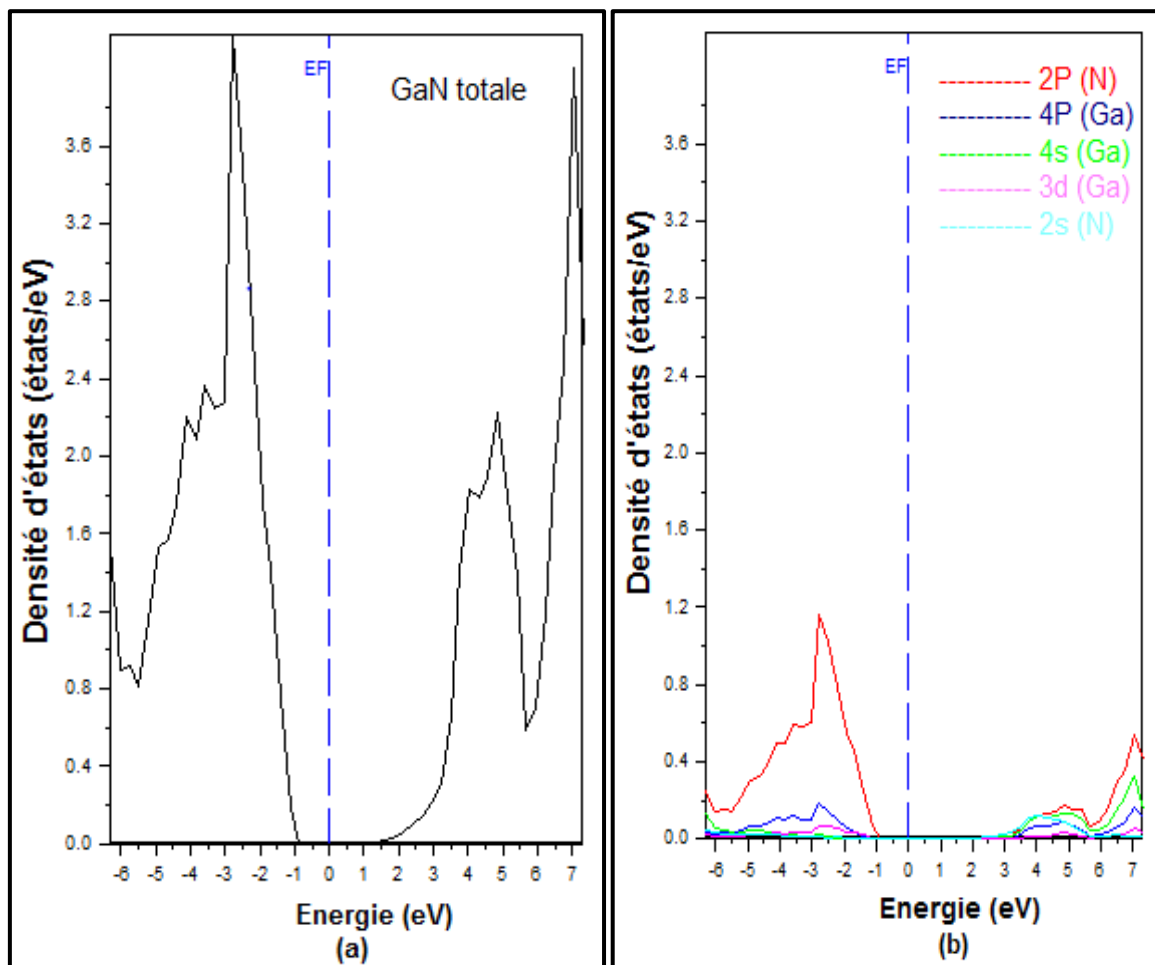 EF
GaN totale
3.6
3.2
2.8
2.4
2.0
1.6
1.2
0.8
0.4
0.0
Densité d'états (états/eV)
-6 -5 -4 -3 -2 -1 0 1 2 3 4 5 6 7
Energie (eV)
(a)
EF
2P (N)
4P (Ga)
4s (Ga)
3d (Ga)
2s (N)
3.6
3.2
2.8
2.4
2.0
1.6
1.2
0.8
0.4
0.0
Densité d'états (états/eV)
-6 -5 -4 -3 -2 -1 0 1 2 3 4 5 6 7
Energie (eV)
(b)